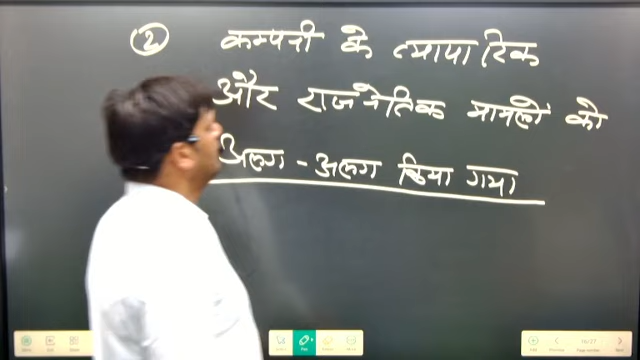 ② कम्पनी के व्यापारिक
और राजनैतिक मामलों को
अलग - अलग किया गया